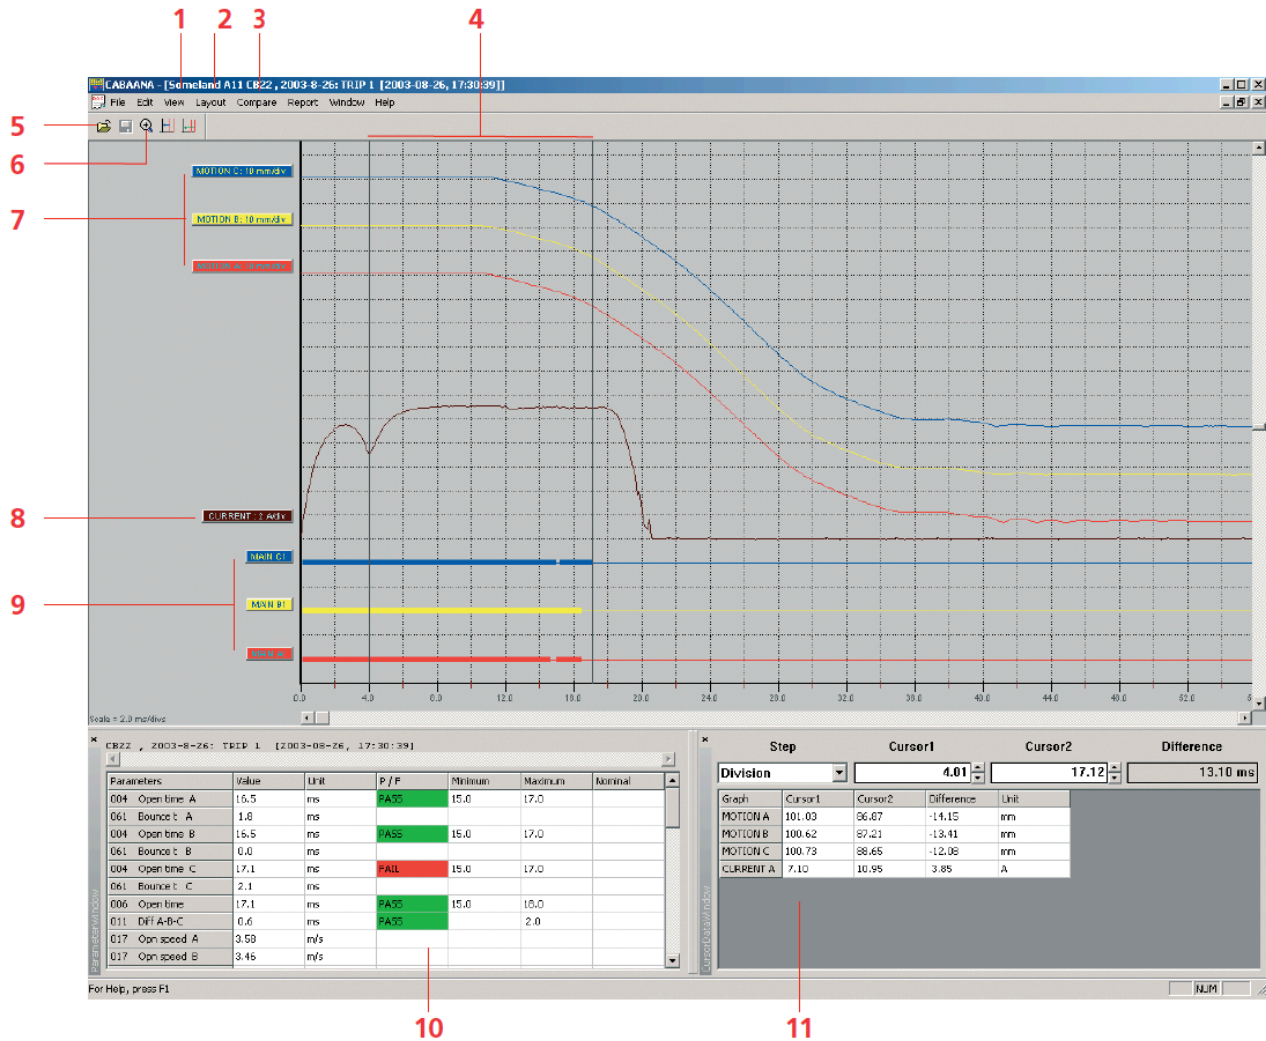 1 2 3 4
CABAANA - [Someland A11 CB22 , 2003-8-26: TRIP 1 [2003-08-26, 17:30:39]]
File Edit View Layout Compare Report Window Help
5
6
MOTION C: 10 mm/div
7
MOTION B: 10 mm/div
8
CURRENT : 2 A/div
MAIN C1
9
MAIN B1
MAIN A
0.0 4.0 8.0 12.0 16.0 20.0 24.0 28.0 32.0 36.0 40.0 44.0 48.0 52.0
Scale = 2.0 ms/divs
CB22 , 2003-8-26: TRIP 1 [2003-08-26, 17:30:39]
Parameters Value Unit P / F Minimum Maximum Nominal
004 Open time A 16.5 ms PASS 15.0 17.0
061 Bounce t A 1.8 ms
004 Open time B 16.5 ms PASS 15.0 17.0
061 Bounce t B 0.0 ms
004 Open time C 17.1 ms FAIL 15.0 17.0
061 Bounce t C 2.1 ms
006 Open time 17.1 ms PASS 15.0 18.0
011 Diff A-B-C 0.6 ms PASS 2.0
017 Opn speed A 3.58 m/s
017 Opn speed B 3.46 m/s
ParameterWindow
Step Cursor1 Cursor2 Difference
Division 4.01 17.12 13.10 ms
Graph Cursor1 Cursor2 Difference Unit
MOTION A 101.03 86.87 -14.15 mm
MOTION B 100.62 87.21 -13.41 mm
MOTION C 100.73 88.65 -12.08 mm
CURRENT A 7.10 10.95 3.85 A
CursorDataWindow
For Help, press F1 NUM
10 11